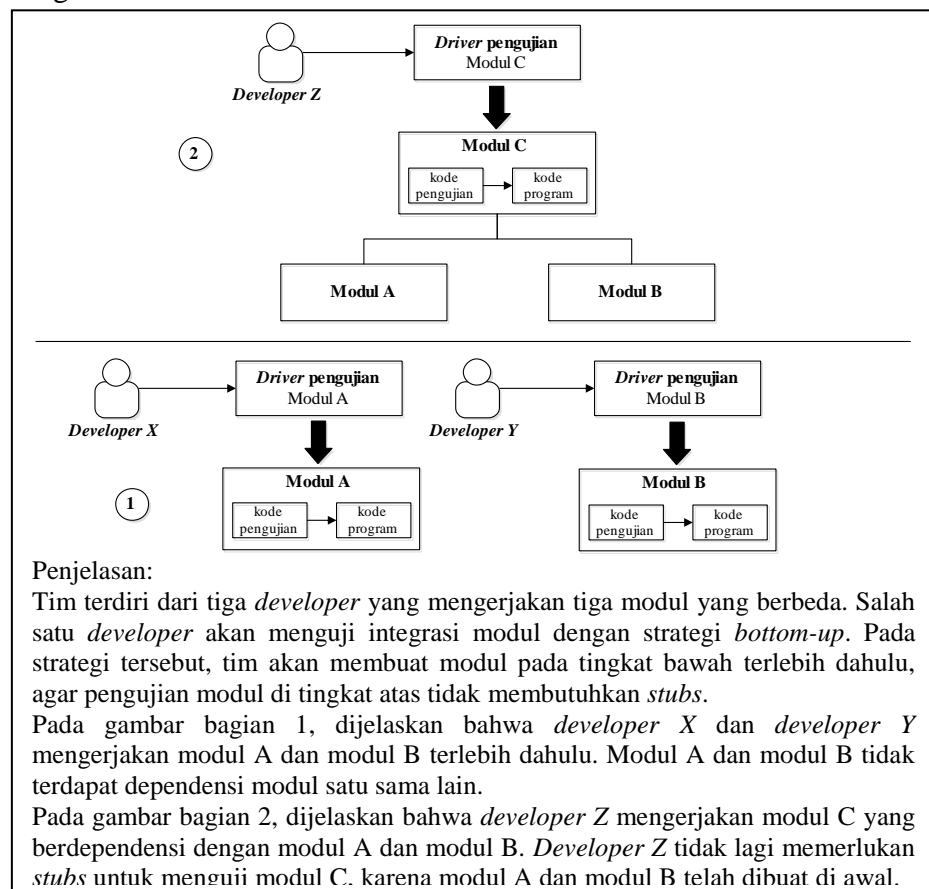 Driver pengujian
Modul C
Developer Z
2
Modul C
kode
pengujian
kode
program
Modul A
Modul B
Driver pengujian
Modul A
Developer X
Driver pengujian
Modul B
Developer Y
1
Modul A
kode
pengujian
kode
program
Modul B
kode
pengujian
kode
program
Penjelasan:
Tim terdiri dari tiga developer yang mengerjakan tiga modul yang berbeda. Salah
satu developer akan menguji integrasi modul dengan strategi bottom-up. Pada
strategi tersebut, tim akan membuat modul pada tingkat bawah terlebih dahulu,
agar pengujian modul di tingkat atas tidak membutuhkan stubs.
Pada gambar bagian 1, dijelaskan bahwa developer X dan developer Y
mengerjakan modul A dan modul B terlebih dahulu. Modul A dan modul B tidak
terdapat dependensi modul satu sama lain.
Pada gambar bagian 2, dijelaskan bahwa developer Z mengerjakan modul C yang
berdependensi dengan modul A dan modul B. Developer Z tidak lagi memerlukan
stubs untuk menguji modul C, karena modul A dan modul B telah dibuat di awal.